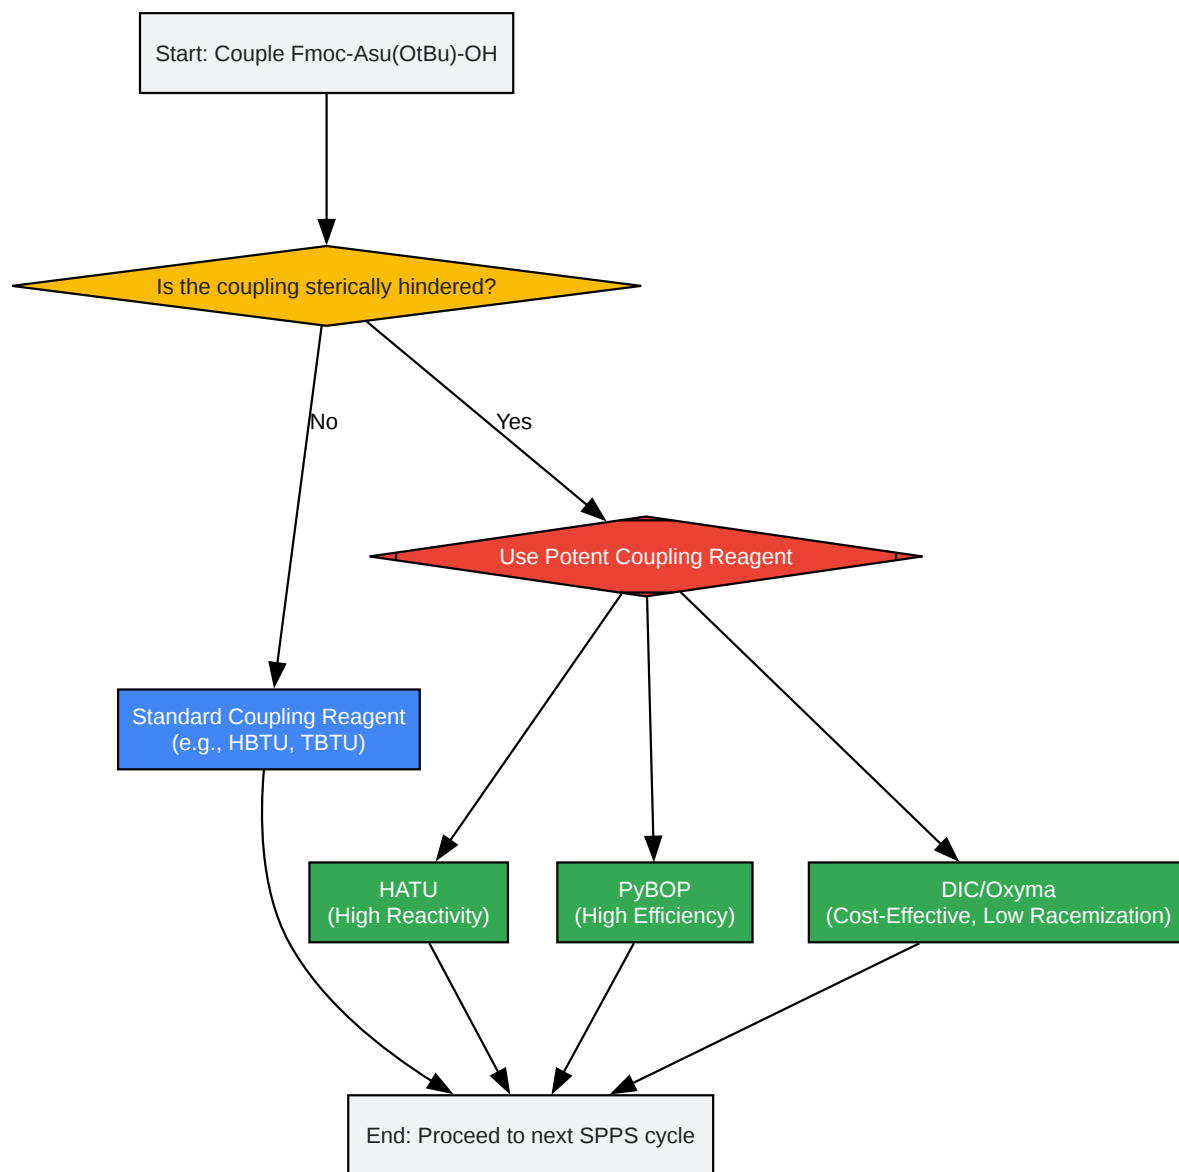 Start: Couple Fmoc-Asu(OtBu)-OH
Is the coupling sterically hindered?
No
Yes
Use Potent Coupling Reagent
Standard Coupling Reagent
(e.g., HBTU, TBTU)
HATU
(High Reactivity)
PyBOP
(High Efficiency)
DIC/Oxyma
(Cost-Effective, Low Racemization)
End: Proceed to next SPPS cycle